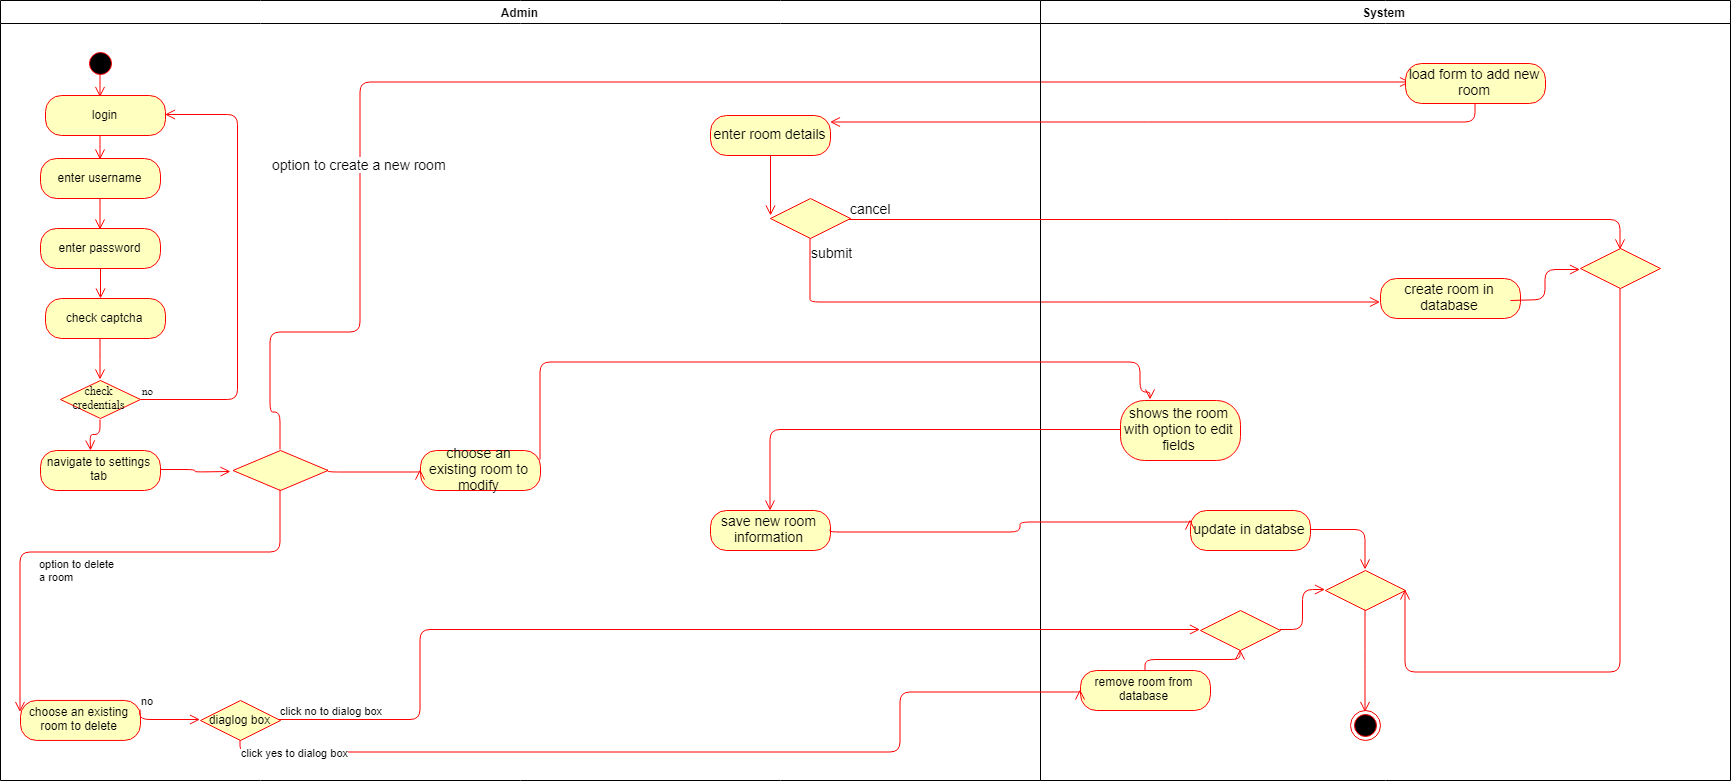 Admin
System
login
enter username
enter password
check captcha
check
credentials
no
navigate to settings
tab
option to create a new room
load form to add new
room
enter room details
cancel
submit
create room in
database
choose an
existing room to
modify
shows the room
with option to edit
fields
save new room
information
update in databse
option to delete
a room
choose an existing
room to delete
no
diaglog box
click no to dialog box
click yes to dialog box
remove room from
database